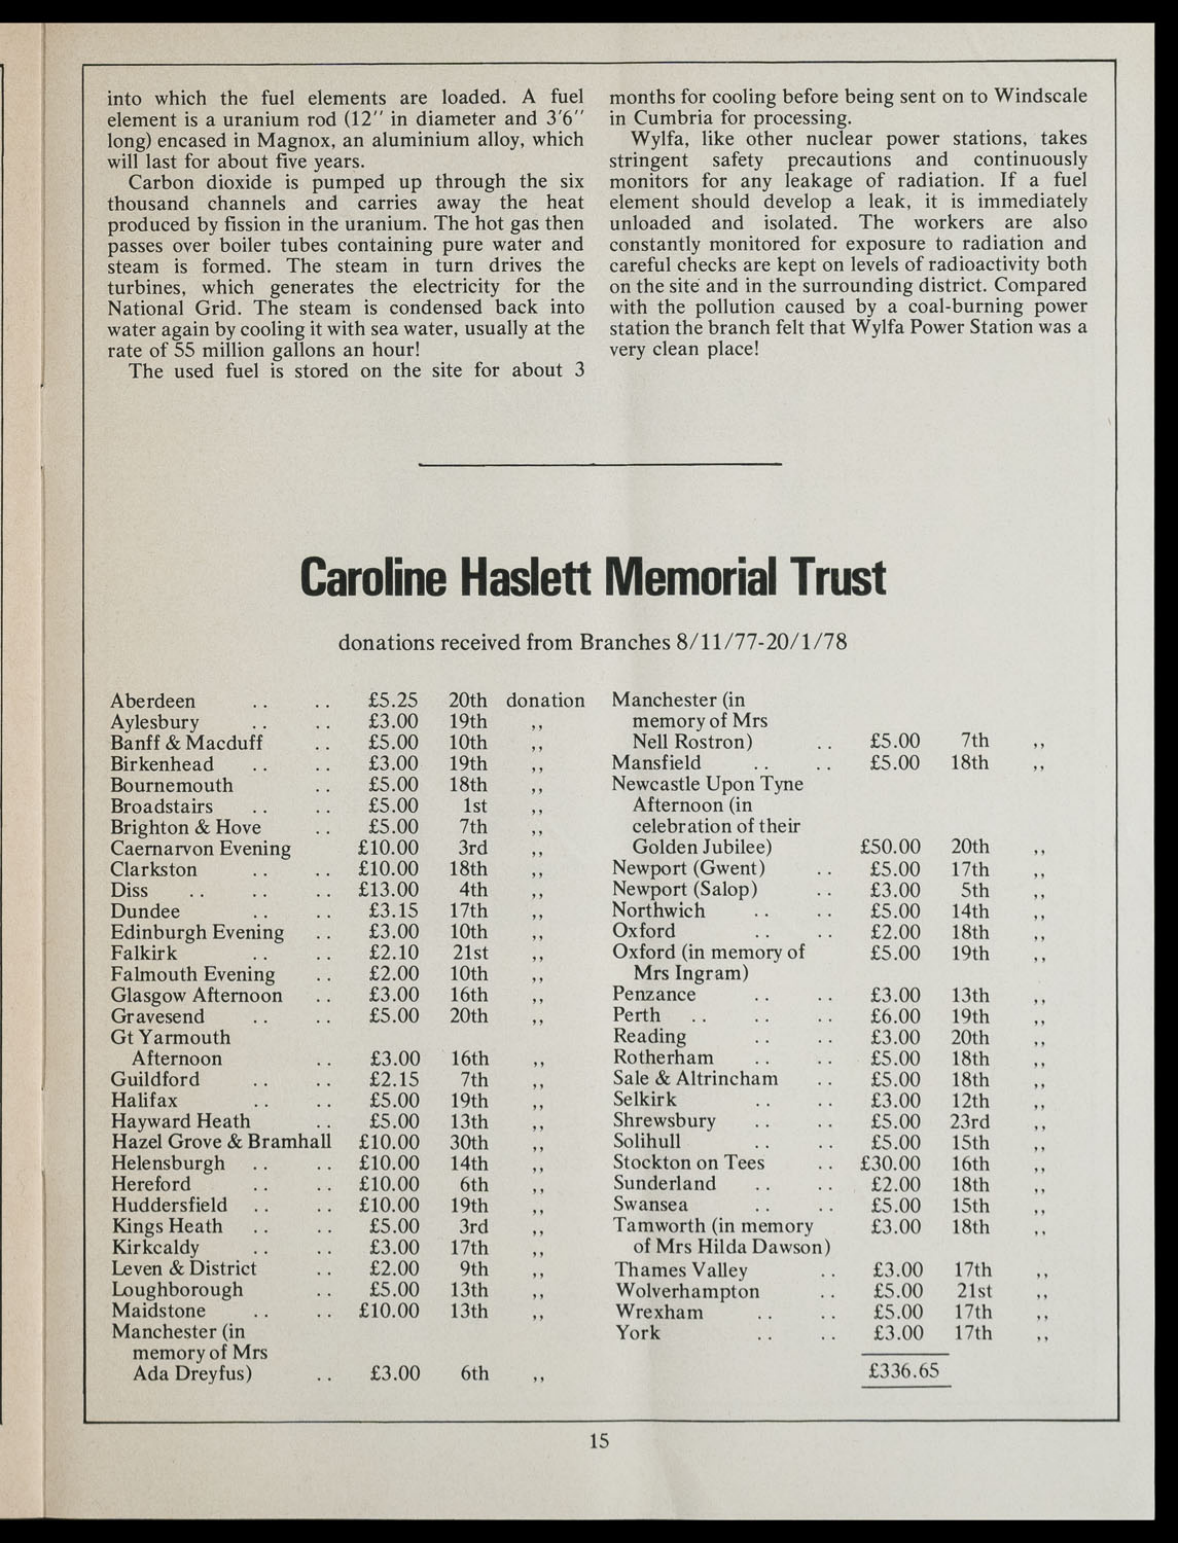 into which the fuel elements are loaded. A fuel
element is a uranium rod (12″ in diameter and 3′6″
long) encased in Magnox, an aluminium alloy, which
will last for about five years.
Carbon dioxide is pumped up through the six
thousand channels and carries away the heat
produced by fission in the uranium. The hot gas then
passes over boiler tubes containing pure water and
steam is formed. The steam in turn drives the
turbines, which generates the electricity for the
National Grid. The steam is condensed back into
water again by cooling it with sea water, usually at the
rate of 55 million gallons an hour!
The used fuel is stored on the site for about 3
months for cooling before being sent on to Windscale
in Cumbria for processing.
Wylfa, like other nuclear power stations, takes
stringent safety precautions and continuously
monitors for any leakage of radiation. If a fuel
element should develop a leak, it is immediately
unloaded and isolated. The workers are also
constantly monitored for exposure to radiation and
careful checks are kept on levels of radioactivity both
on the site and in the surrounding district. Compared
with the pollution caused by a coal-burning power
station the branch felt that Wylfa Power Station was a
very clean place!
Caroline Haslett Memorial Trust
donations received from Branches 8/11/77-20/1/78
Aberdeen .. .. £5.25 20th donation
Aylesbury .. .. £3.00 19th ,,
Banff & Macduff .. £5.00 10th ,,
Birkenhead .. .. £3.00 19th ,,
Bournemouth .. £5.00 18th ,,
Broadstairs .. .. £5.00 1st ,,
Brighton & Hove .. £5.00 7th ,,
Caernarvon Evening £10.00 3rd ,,
Clarkston .. .. £10.00 18th ,,
Diss .. .. .. £13.00 4th ,,
Dundee .. .. £3.15 17th ,,
Edinburgh Evening .. £3.00 10th ,,
Falkirk .. .. £2.10 21st ,,
Falmouth Evening .. £2.00 10th ,,
Glasgow Afternoon .. £3.00 16th ,,
Gravesend .. .. £5.00 20th ,,
Gt Yarmouth
Afternoon .. £3.00 16th ,,
Guildford .. .. £2.15 7th ,,
Halifax .. .. £5.00 19th ,,
Hayward Heath .. £5.00 13th ,,
Hazel Grove & Bramhall £10.00 30th ,,
Helensburgh .. .. £10.00 14th ,,
Hereford .. .. £10.00 6th ,,
Huddersfield .. .. £10.00 19th ,,
Kings Heath .. .. £5.00 3rd ,,
Kirkcaldy .. .. £3.00 17th ,,
Leven & District .. £2.00 9th ,,
Loughborough .. £5.00 13th ,,
Maidstone .. .. £10.00 13th ,,
Manchester (in
memory of Mrs
Ada Dreyfus) .. £3.00 6th ,,
Manchester (in
memory of Mrs
Nell Rostron) .. £5.00 7th ,,
Mansfield .. .. £5.00 18th ,,
Newcastle Upon Tyne
Afternoon (in
celebration of their
Golden Jubilee) £50.00 20th ,,
Newport (Gwent) .. £5.00 17th ,,
Newport (Salop) .. £3.00 5th ,,
Northwich .. .. £5.00 14th ,,
Oxford .. .. £2.00 18th ,,
Oxford (in memory of £5.00 19th ,,
Mrs Ingram)
Penzance .. .. £3.00 13th ,,
Perth .. .. .. £6.00 19th ,,
Reading .. .. £3.00 20th ,,
Rotherham .. .. £5.00 18th ,,
Sale & Altrincham .. £5.00 18th ,,
Selkirk .. .. £3.00 12th ,,
Shrewsbury .. .. £5.00 23rd ,,
Solihull .. .. £5.00 15th ,,
Stockton on Tees .. £30.00 16th ,,
Sunderland .. .. £2.00 18th ,,
Swansea .. .. £5.00 15th ,,
Tamworth (in memory £3.00 18th ,,
of Mrs Hilda Dawson)
Thames Valley .. £3.00 17th ,,
Wolverhampton .. £5.00 21st ,,
Wrexham .. .. £5.00 17th ,,
York .. .. £3.00 17th ,,
£336.65
15